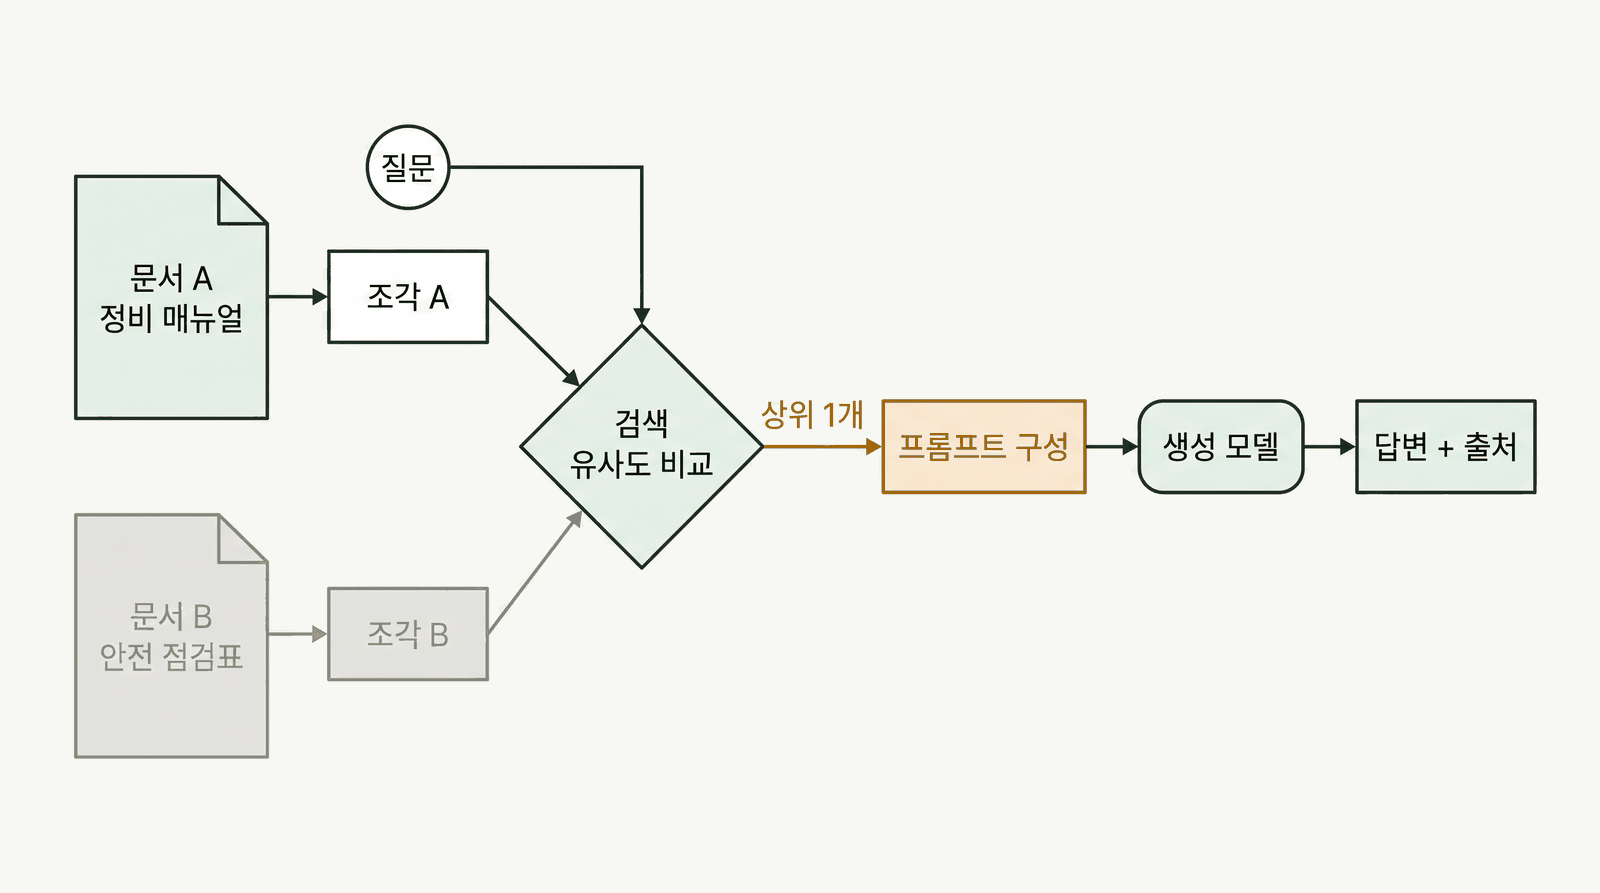 질문
문서 A
정비 매뉴얼
조각 A
검색
유사도 비교
상위 1개
프롬프트 구성
생성 모델
답변 + 출처
문서 B
안전 점검표
조각 B